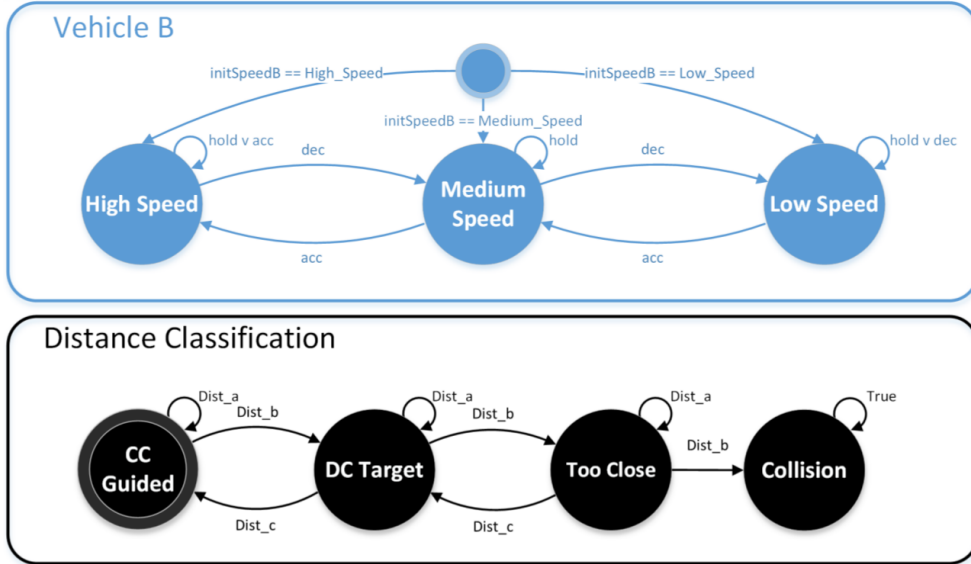 Vehicle B
initSpeedB == High_Speed
initSpeedB == Low_Speed
initSpeedB == Medium_Speed
hold v acc
dec
hold
dec
hold v dec
High Speed
Medium
Speed
Low Speed
acc
acc
Distance Classification
Dist_a
Dist_b
Dist_a
Dist_b
Dist_a
True
Dist_b
CC
Guided
DC Target
Too Close
Collision
Dist_c
Dist_c